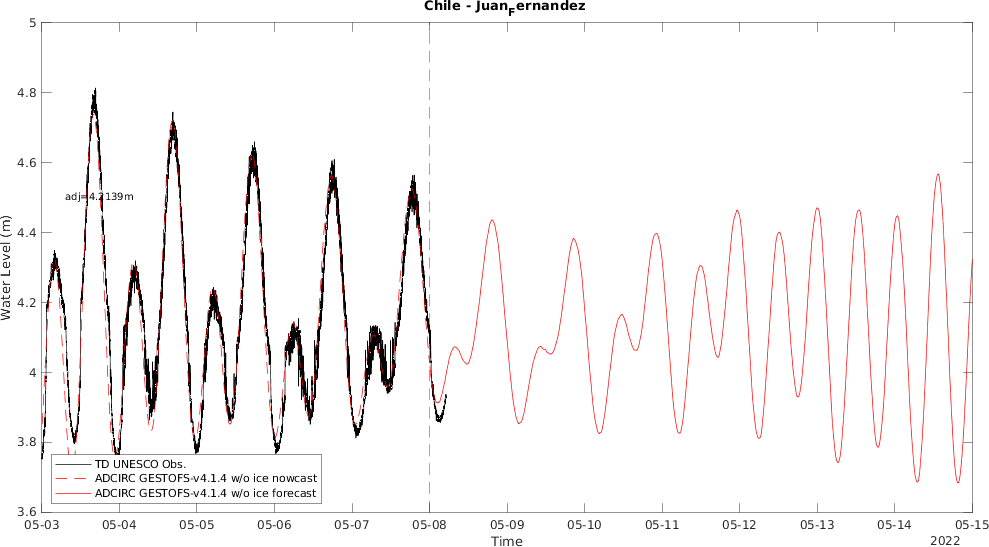 Chile - Juan_Fernandez
5
4.8
4.6
4.4
4.2
4
3.8
3.6
Water Level (m)
adj=4.2139m
TD UNESCO Obs.
ADCIRC GESTOFS-v4.1.4 w/o ice nowcast
ADCIRC GESTOFS-v4.1.4 w/o ice forecast
05-03 05-04 05-05 05-06 05-07 05-08 05-09 05-10 05-11 05-12 05-13 05-14 05-15
Time
2022